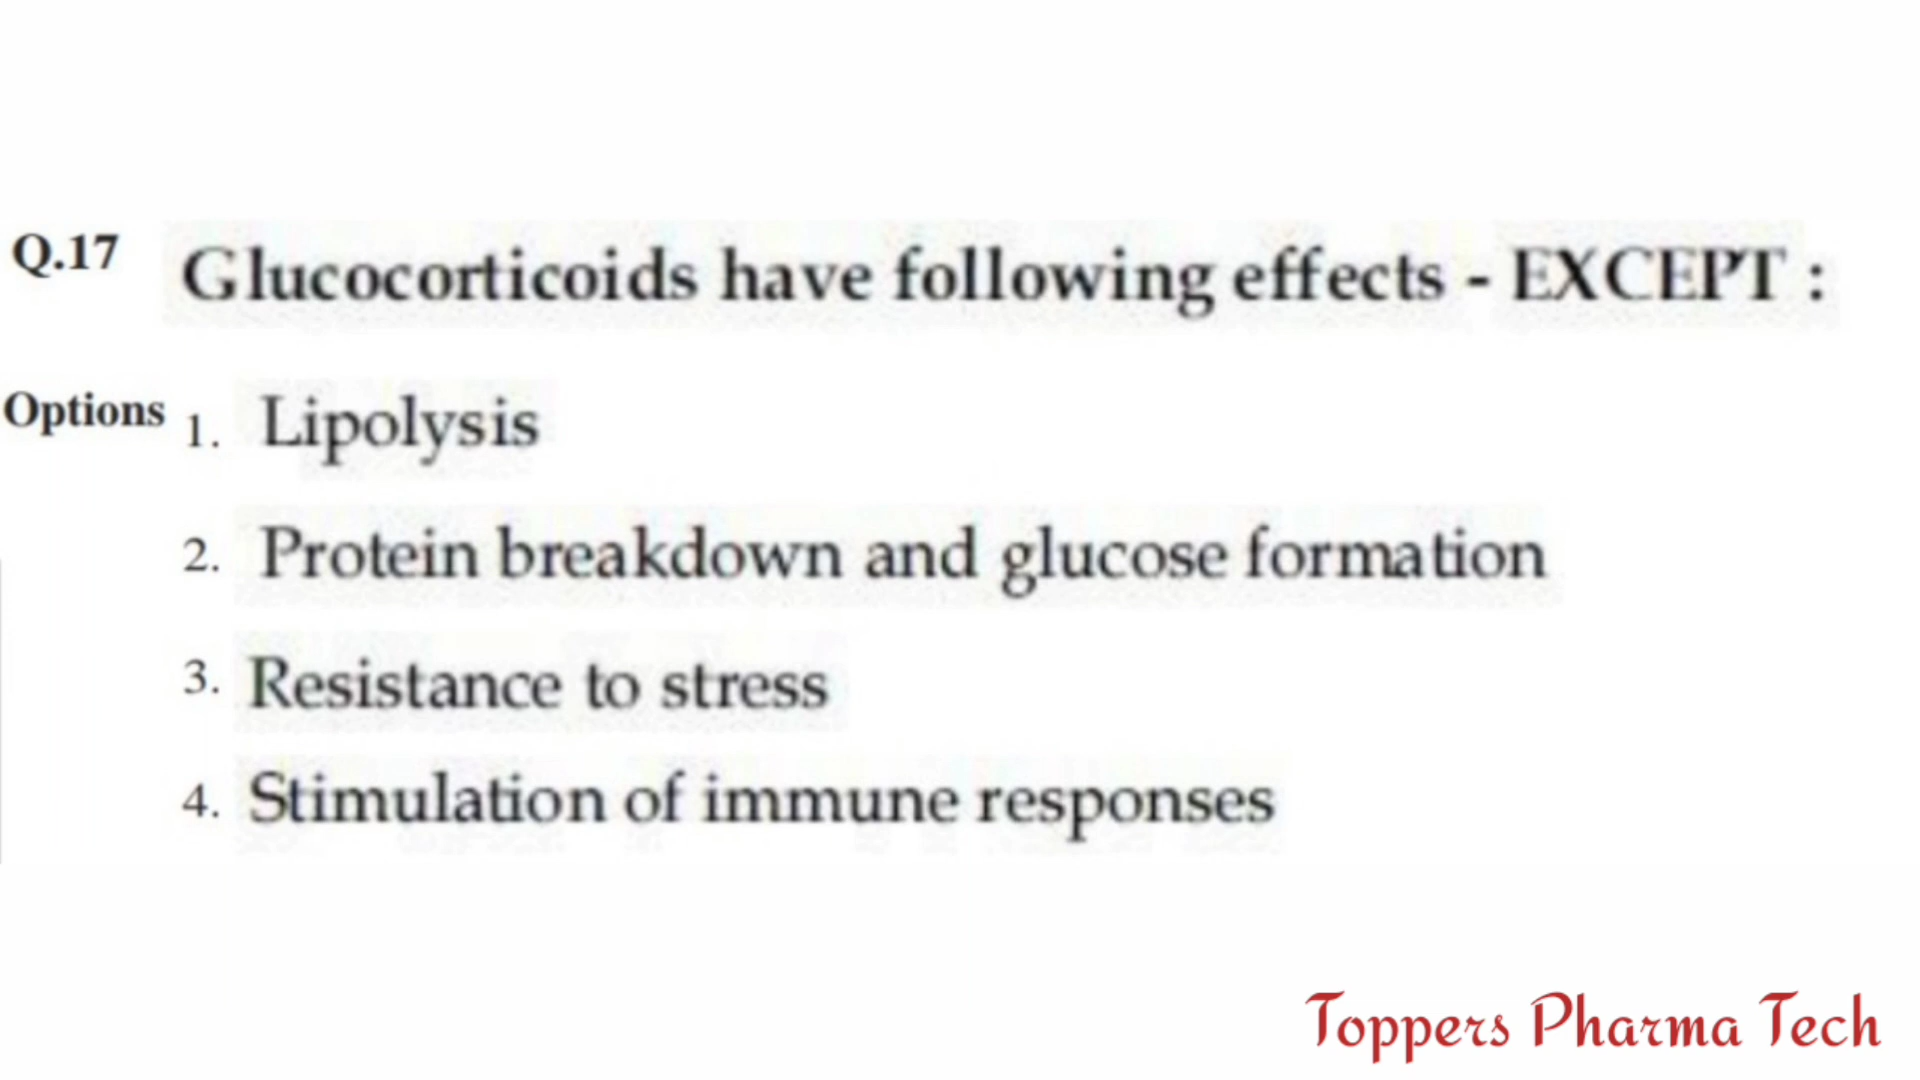 Q.17 Glucocorticoids have following effects - EXCEPT :
Options 1. Lipolysis
2. Protein breakdown and glucose formation
3. Resistance to stress
4. Stimulation of immune responses
Toppers Pharma Tech